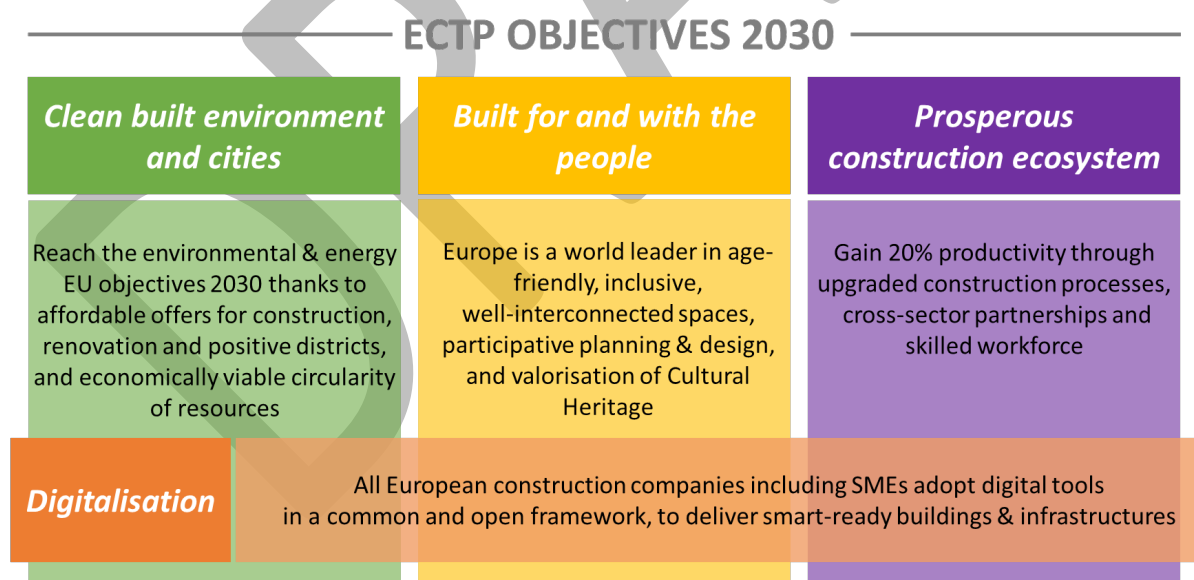 ECTP OBJECTIVES 2030
Clean built environment
and cities
Reach the environmental & energy
EU objectives 2030 thanks to
affordable offers for construction,
renovation and positive districts,
and economically viable circularity
of resources
Built for and with the
people
Europe is a world leader in age-
friendly, inclusive,
well-interconnected spaces,
participative planning & design,
and valorisation of Cultural
Heritage
Prosperous
construction ecosystem
Gain 20% productivity through
upgraded construction processes,
cross-sector partnerships and
skilled workforce
Digitalisation
All European construction companies including SMEs adopt digital tools
in a common and open framework, to deliver smart-ready buildings & infrastructures